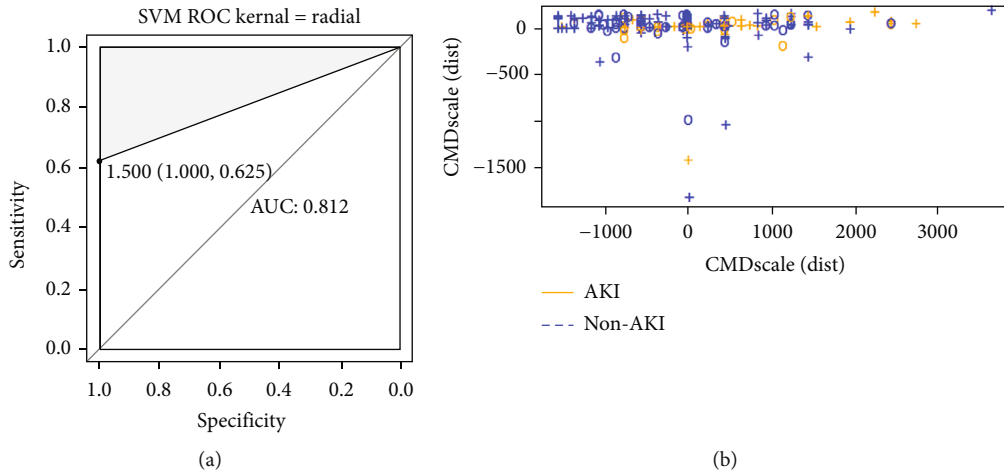 SVM ROC kernal = radial
1.0
0.8
0.6
0.4
0.2
0.0
Sensitivity
1.500 (1.000, 0.625)
AUC: 0.812
1.0 0.8 0.6 0.4 0.2 0.0
Specificity
(a)
0
−500
−1500
CMDscale (dist)
−1000 0 1000 2000 3000
CMDscale (dist)
AKI
Non-AKI
(b)